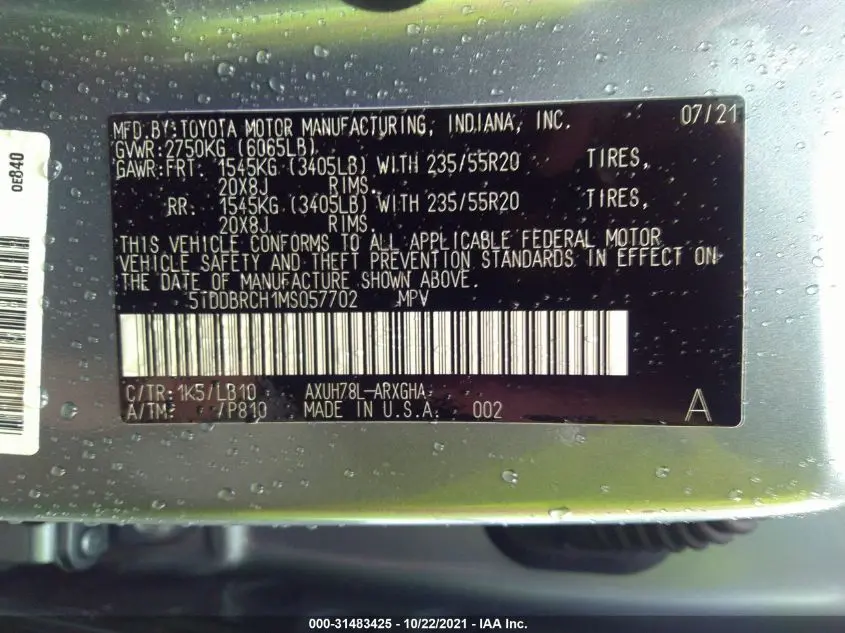 MFD.BY:TOYOTA MOTOR MANUFACTURING, INDIANA, INC. 07/21
GVWR:2750KG (6065LB)
GAWR:FRT: 1545KG (3405LB) WITH 235/55R20 TIRES,
20X8J RIMS.
RR: 1545KG (3405LB) WITH 235/55R20 TIRES,
20X8J RIMS.
THIS VEHICLE CONFORMS TO ALL APPLICABLE FEDERAL MOTOR
VEHICLE SAFETY AND THEFT PREVENTION STANDARDS IN EFFECT ON
THE DATE OF MANUFACTURE SHOWN ABOVE.
5TDDBRCH1MS057702 MPV
C/TR:1K5/LB10 AXUH78L-ARXGHA
A/TM: /P810 MADE IN U.S.A. 002 A
0E840
000-31483425 - 10/22/2021 - IAA Inc.